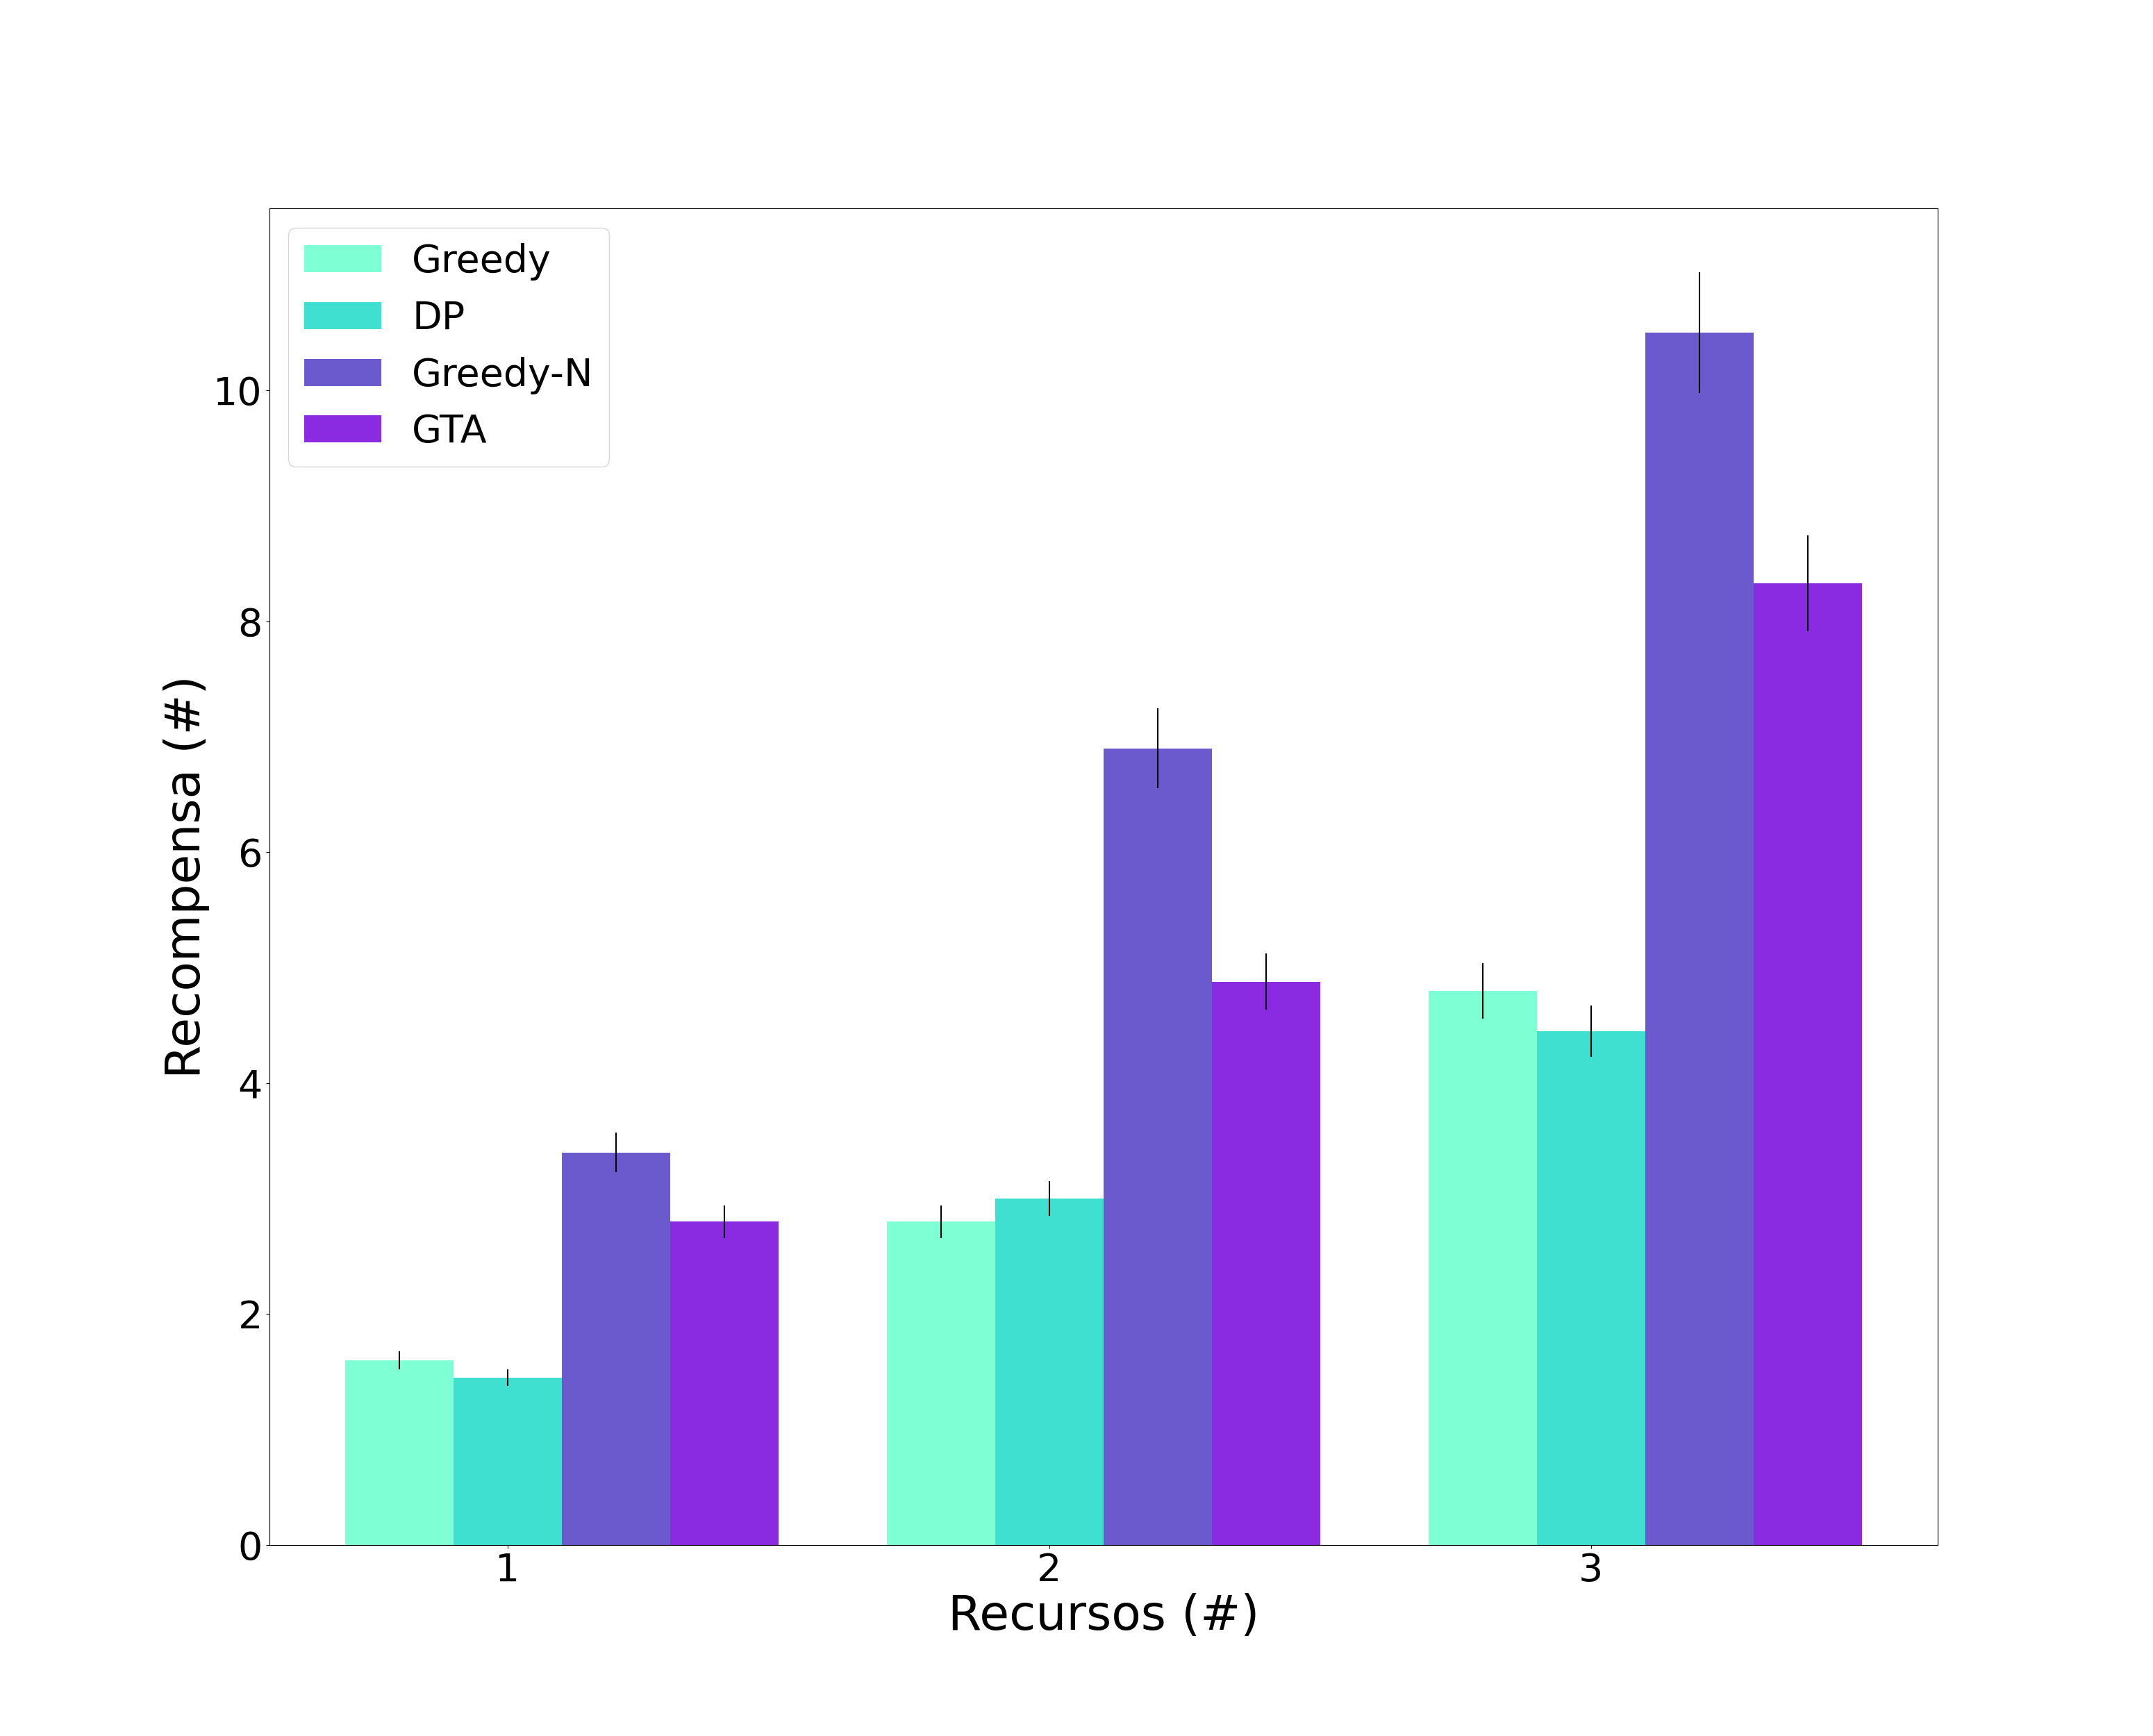 Greedy
DP
Greedy-N
GTA
Recompensa (#)
10
8
6
4
2
0
1 2 3
Recursos (#)